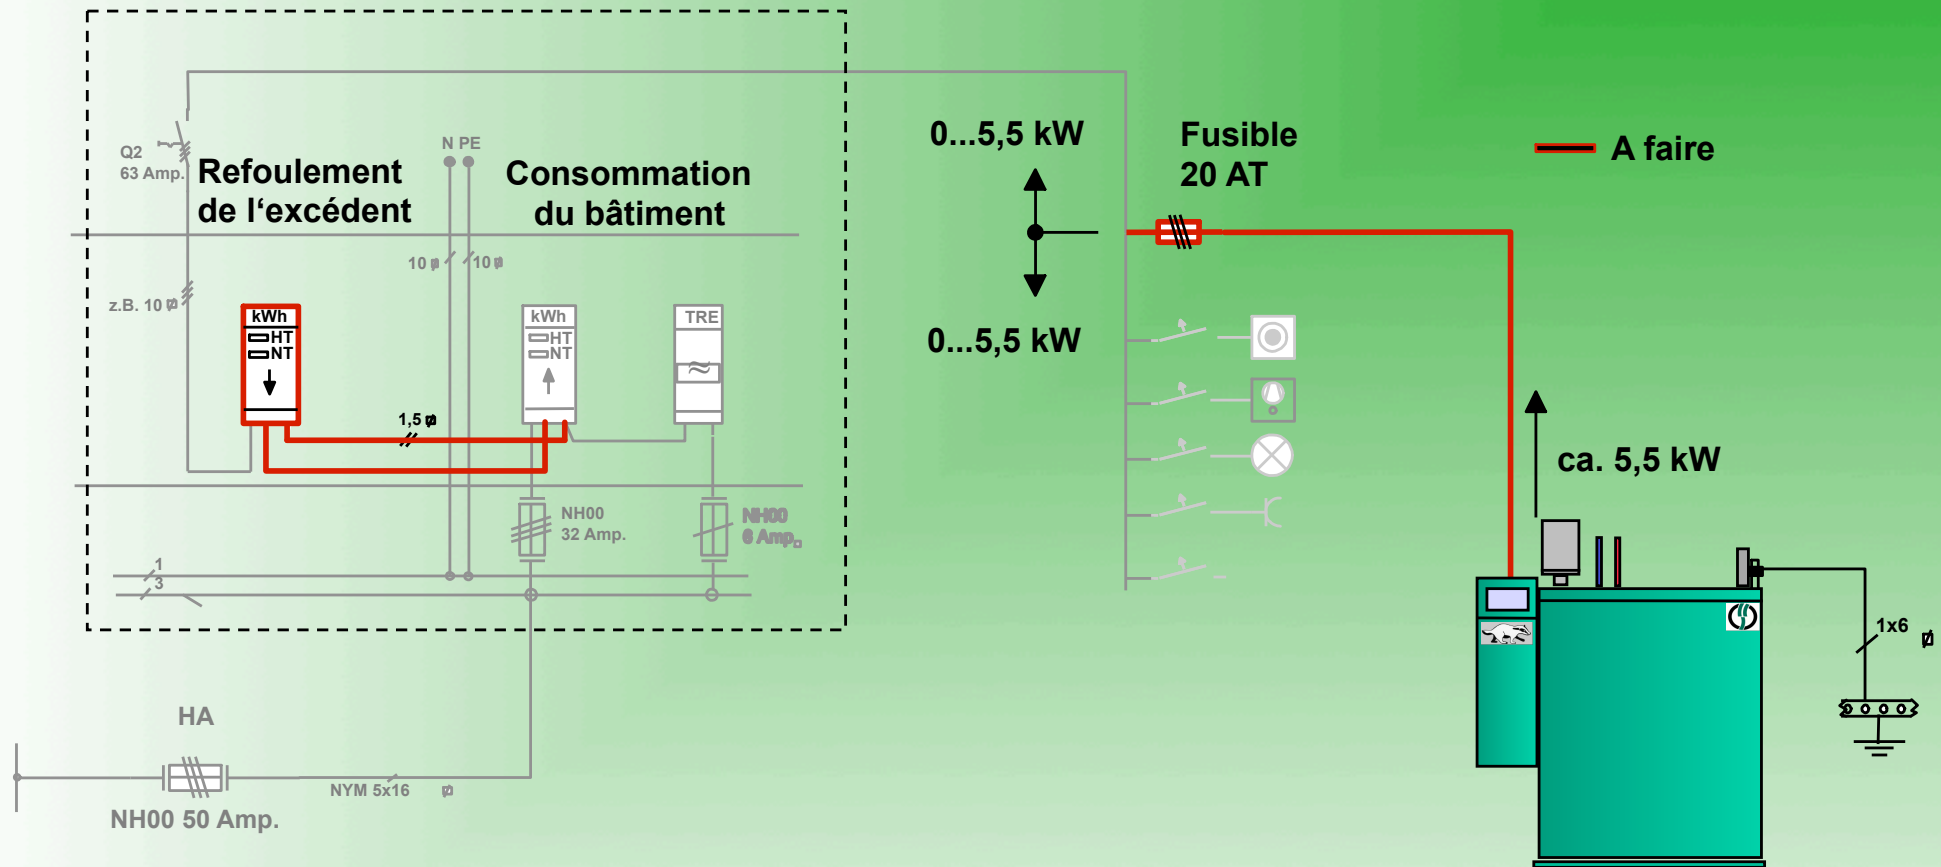 0...5,5 kW
Fusible
20 AT
A faire
N PE
Q2
63 Amp.
Refoulement
de l‘excédent
Consommation
du bâtiment
10
10
z.B. 10
kWh
HT
NT
kWh
HT
NT
TRE
0...5,5 kW
1,5
ca. 5,5 kW
NH00
32 Amp.
NH00
6 Amp.
1
3
1x6
HA
NYM 5x16
NH00 50 Amp.